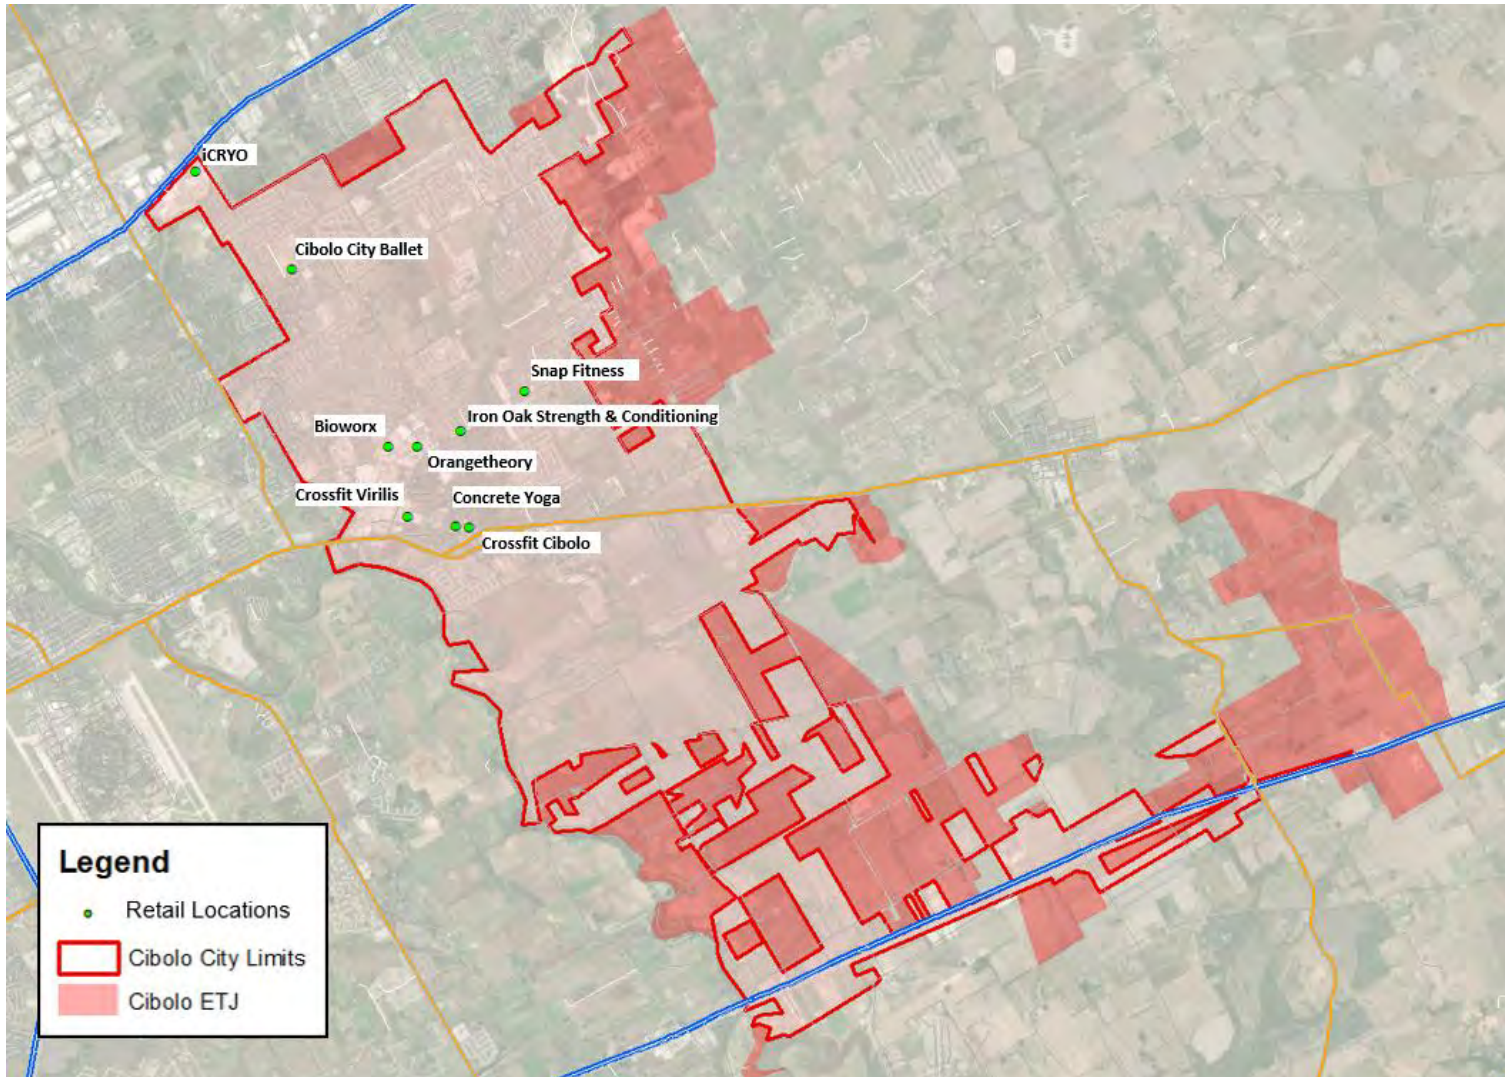 iCRYO
Cibolo City Ballet
Snap Fitness
Iron Oak Strength & Conditioning
Bioworx
Orangetheory
Crossfit Virilis
Concrete Yoga
Crossfit Cibolo
Legend
Retail Locations
Cibolo City Limits
Cibolo ETJ